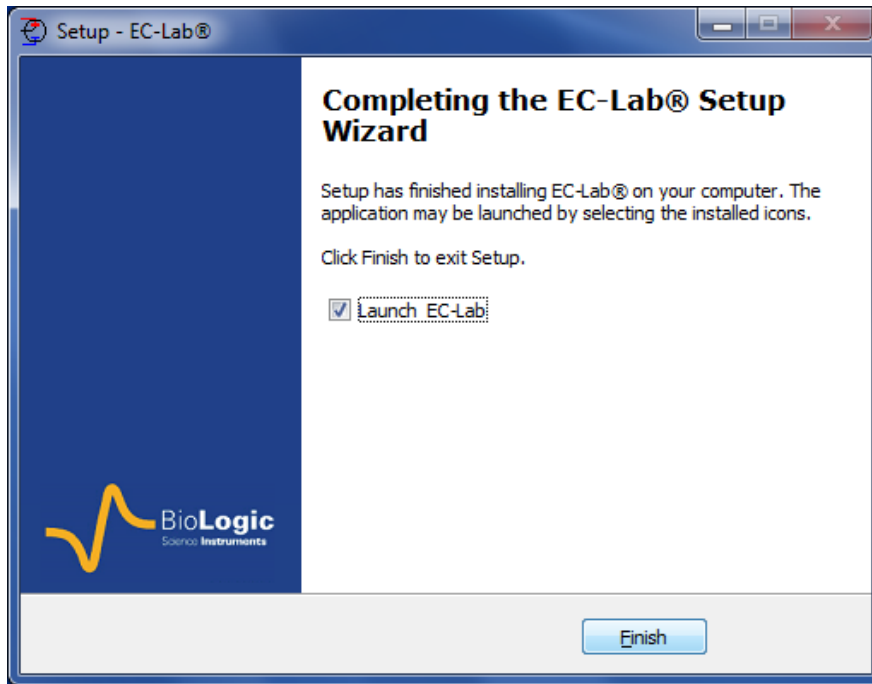 Setup - EC-Lab®
Completing the EC-Lab® Setup
Wizard
Setup has finished installing EC-Lab® on your computer. The
application may be launched by selecting the installed icons.
Click Finish to exit Setup.
Launch EC-Lab
BioLogic
Science Instruments
Finish